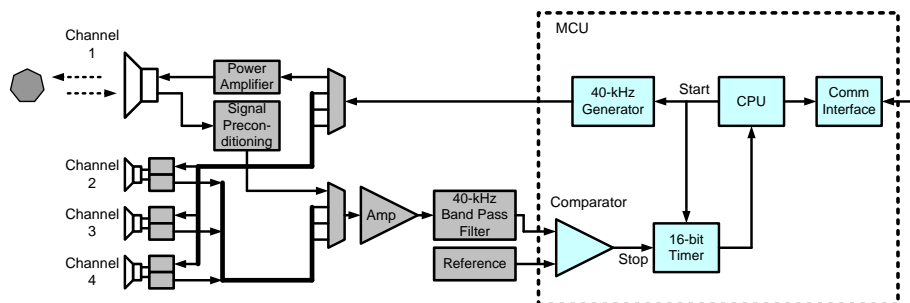 MCU
Channel
1
Power
Amplifier
Signal
Precon-
ditioning
40-kHz
Generator
Start
CPU
Comm
Interface
Channel
2
Channel
3
Channel
4
Amp
40-kHz
Band Pass
Filter
Reference
Comparator
Stop
16-bit
Timer